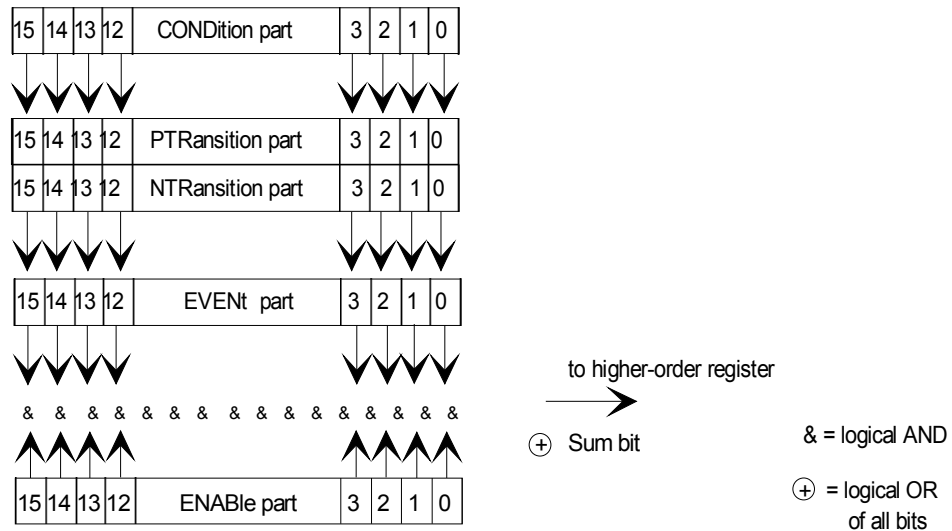 15 14 13 12 CONDition part 3 2 1 0
15 14 13 12 PTRansition part 3 2 1 0
15 14 13 12 NTRansition part 3 2 1 0
15 14 13 12 EVENt part 3 2 1 0
to higher-order register
& & & & & & & & & & & & & & & &
+ Sum bit
& = logical AND
15 14 13 12 ENABle part 3 2 1 0
+ = logical OR
of all bits